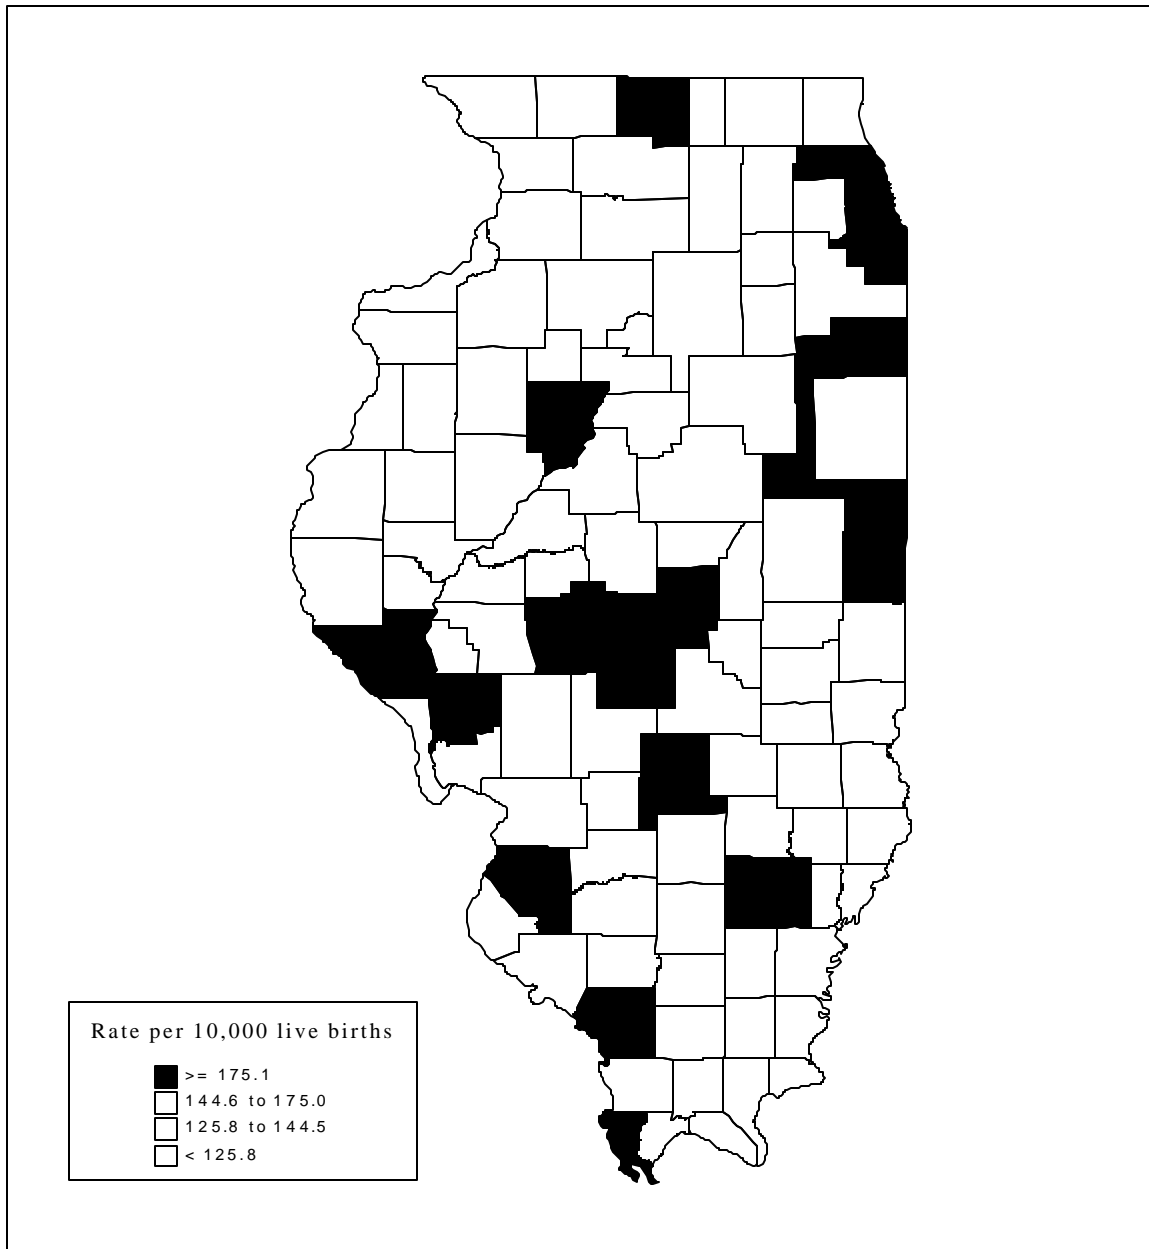 Rate per 10,000 live births
>= 175.1
144.6 to 175.0
125.8 to 144.5
< 125.8